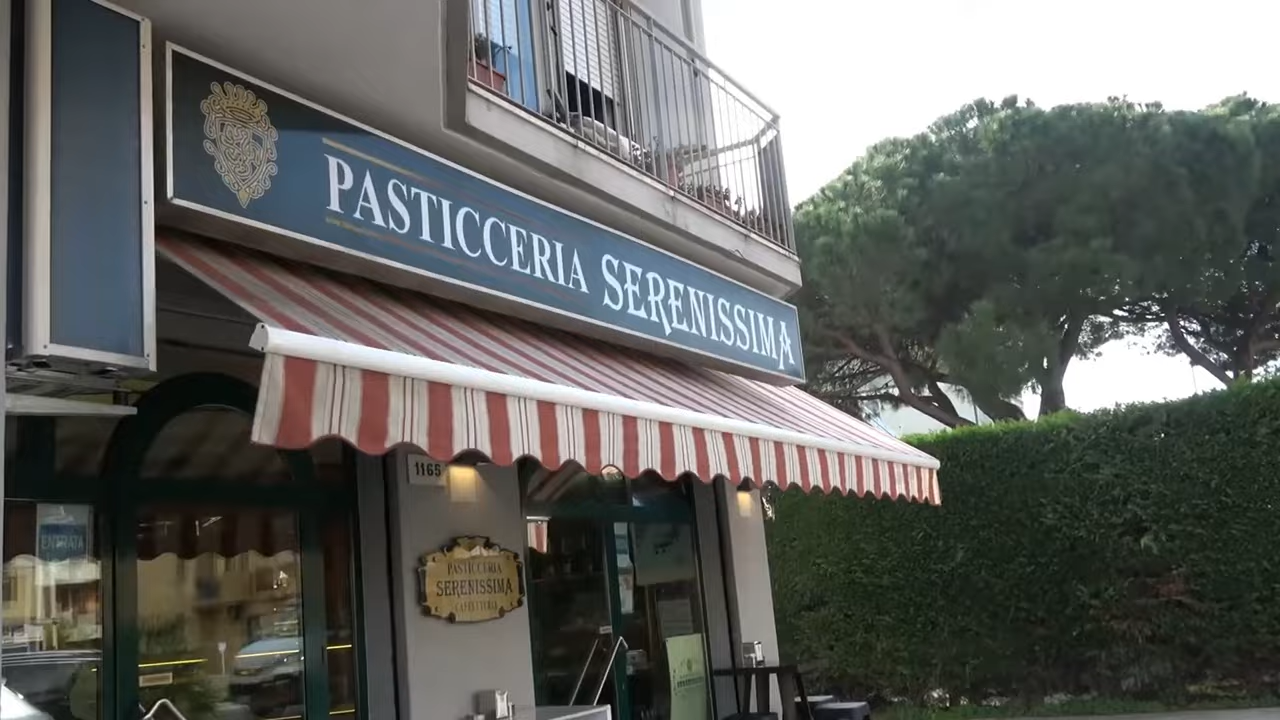 PASTICCERIA SERENISSIMA
1165
ENTRATA
PASTICCERIA
SERENISSIMA
CAFFETTERIA